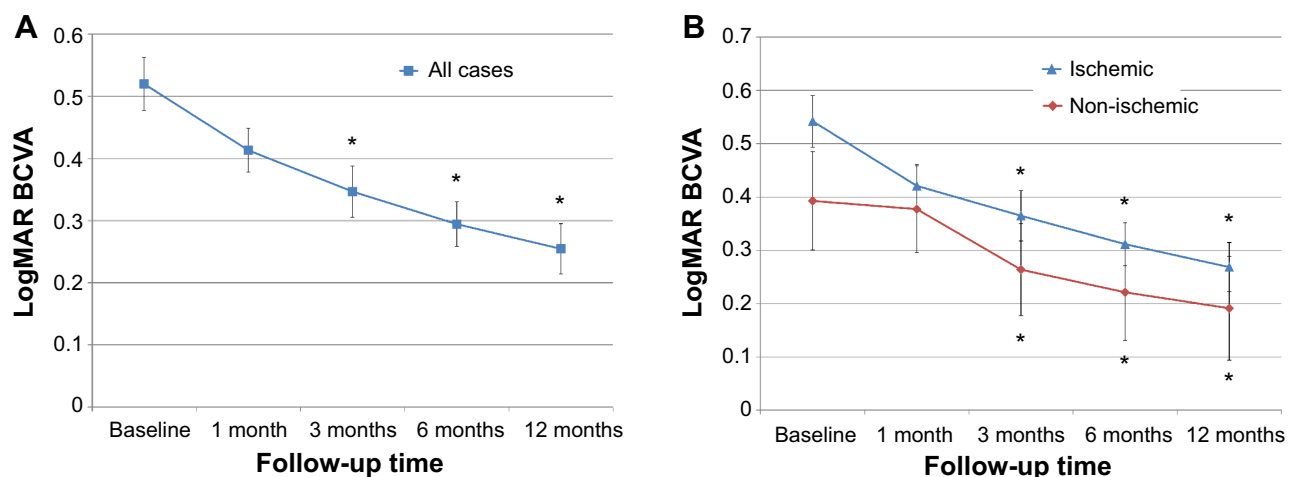 A
0.6
0.5
0.4
0.3
0.2
0.1
0
LogMAR BCVA
All cases
*
*
*
Baseline 1 month 3 months 6 months 12 months
Follow-up time
B
0.7
0.6
0.5
0.4
0.3
0.2
0.1
0
LogMAR BCVA
Ischemic
Non-ischemic
*
*
*
*
*
*
Baseline 1 month 3 months 6 months 12 months
Follow-up time